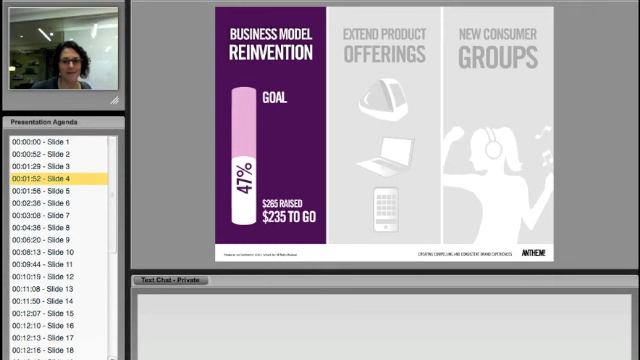 BUSINESS MODEL
REINVENTION
GOAL
47%
$265 RAISED
$235 TO GO
EXTEND PRODUCT
OFFERINGS
NEW CONSUMER
GROUPS
CREATING COMPELLING AND CONSISTENT BRAND EXPERIENCES
ANTHEM!
Presentation Agenda
00:00:00 - Slide 1
00:00:52 - Slide 2
00:01:29 - Slide 3
00:01:52 - Slide 4
00:01:56 - Slide 5
00:02:36 - Slide 6
00:03:08 - Slide 7
00:04:36 - Slide 8
00:06:20 - Slide 9
00:08:13 - Slide 10
00:09:44 - Slide 11
00:10:19 - Slide 12
00:11:08 - Slide 13
00:11:50 - Slide 14
00:12:07 - Slide 15
00:12:10 - Slide 16
00:12:13 - Slide 17
00:12:16 - Slide 18
Text Chat - Private